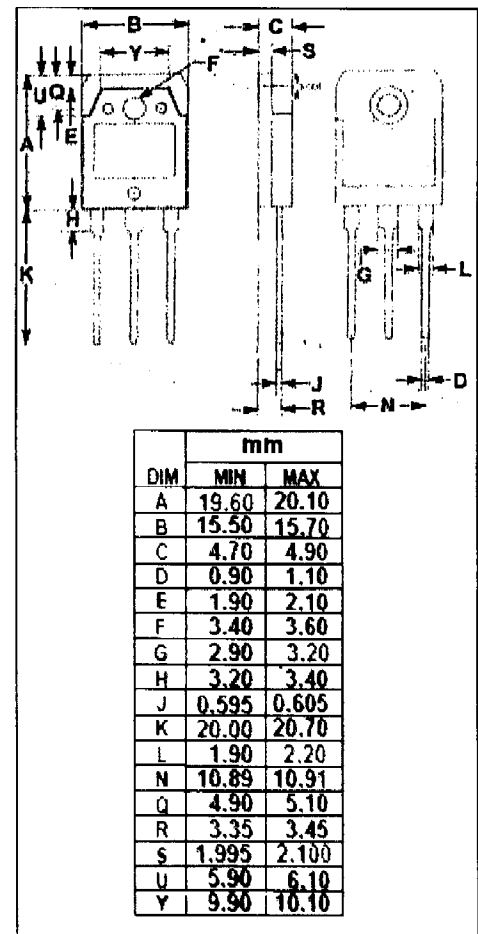 B
C
Y
S
F
U
Q
E
A
H
K
G
L
J
D
R
N
mm
DIM MIN MAX
A 19.60 20.10
B 15.50 15.70
C 4.70 4.90
D 0.90 1.10
E 1.90 2.10
F 3.40 3.60
G 2.90 3.20
H 3.20 3.40
J 0.595 0.605
K 20.00 20.70
L 1.90 2.20
N 10.89 10.91
Q 4.90 5.10
R 3.35 3.45
S 1.995 2.100
U 5.90 6.10
Y 9.90 10.10